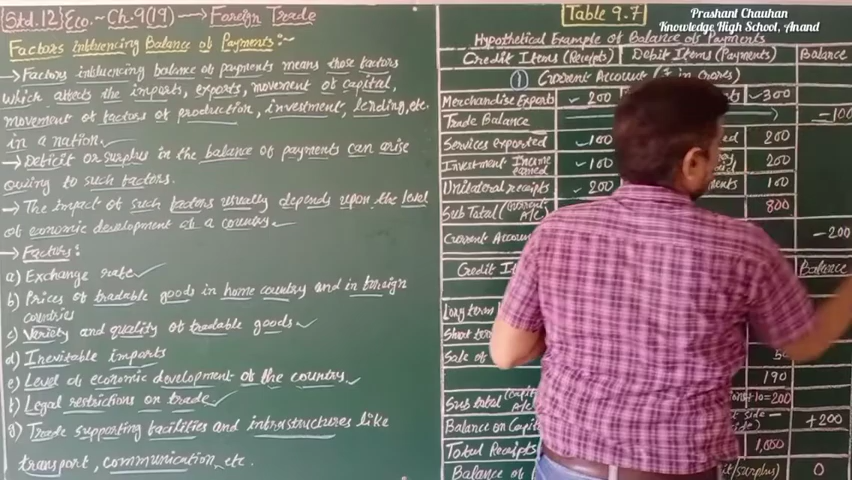 [Std.12] Eco.- Ch.9(19) → Foreign Trade
Factors influencing Balance of Payments:-
→ Factors influencing balance of payments means those factors
which affects the imports, exports, movement of capital,
movement of factors of production, investment, lending, etc.
in a nation.
→ Deficit or surplus in the balance of payments can arise
owing to such factors.
→ The impact of such factors usually depends upon the level
of economic development of a country.
→ Factors:
a) Exchange rate
b) Prices of tradable goods in home country and in foreign
countries
c) Variety and quality of tradable goods
d) Inevitable imports
e) Level of economic development of the country
f) Legal restrictions on trade
g) Trade supporting facilities and infrastructures like
transport, communication, etc.
Table 9.7
Prashant Chauhan
Knowledge High School, Anand
Hypothetical Example of Balance of Payments
Credit Items (Receipts) Debit Items (Payments) Balance
① Current Account (₹ in Crores)
Merchandise Exports 200 300
Trade Balance -100
Services exported 100 200
Investment Income earned 100 200
Unilateral receipts 200 100
Sub Total (Current A/C) 800
Current -200
Credit Balance
Long term
Short
Sale of
190
Sub total +10=200
Balance on +200
Total Receipts 1,000
Balance of 0